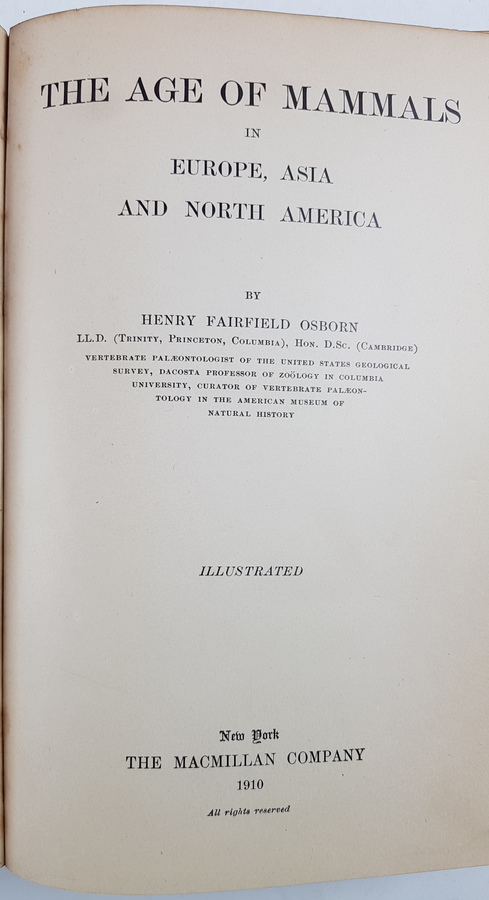 THE AGE OF MAMMALS
IN
EUROPE, ASIA
AND NORTH AMERICA
BY
HENRY FAIRFIELD OSBORN
LL.D. (Trinity, Princeton, Columbia), Hon. D.Sc. (Cambridge)
VERTEBRATE PALÆONTOLOGIST OF THE UNITED STATES GEOLOGICAL
SURVEY, DACOSTA PROFESSOR OF ZOÖLOGY IN COLUMBIA
UNIVERSITY, CURATOR OF VERTEBRATE PALÆON-
TOLOGY IN THE AMERICAN MUSEUM OF
NATURAL HISTORY
ILLUSTRATED
New York
THE MACMILLAN COMPANY
1910
All rights reserved